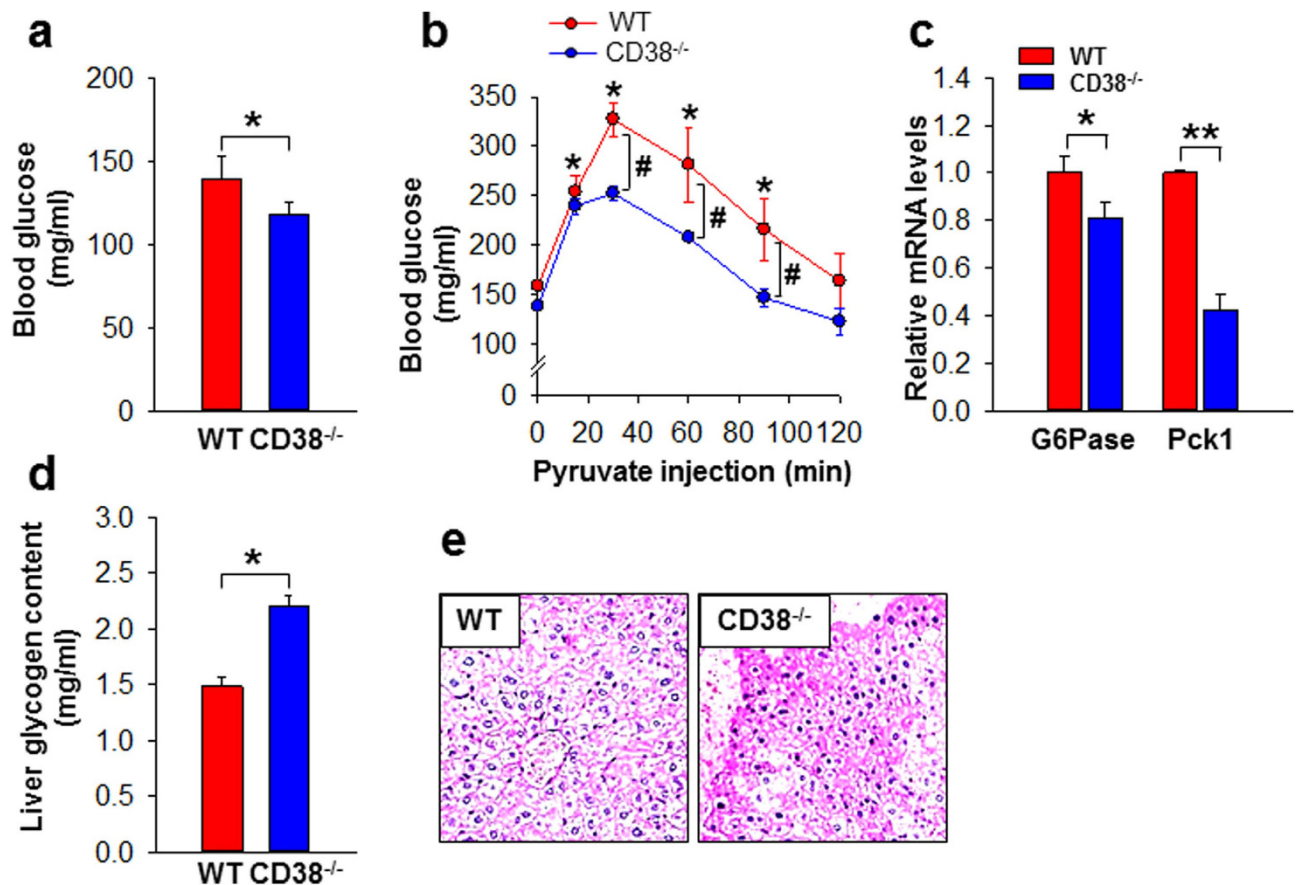 a
200
150
100
50
0
Blood glucose
(mg/ml)
*
WT CD38-/-
b
WT
CD38-/-
350
300
250
200
150
100
0
Blood glucose
(mg/ml)
* * * *
# # #
0 20 40 60 80 100 120
Pyruvate injection (min)
c
WT
CD38-/-
1.4
1.2
1.0
0.8
0.6
0.4
0.2
0.0
Relative mRNA levels
* **
G6Pase Pck1
d
3.0
2.5
2.0
1.5
1.0
0.5
0.0
Liver glycogen content
(mg/ml)
*
WT CD38-/-
e
WT
CD38-/-